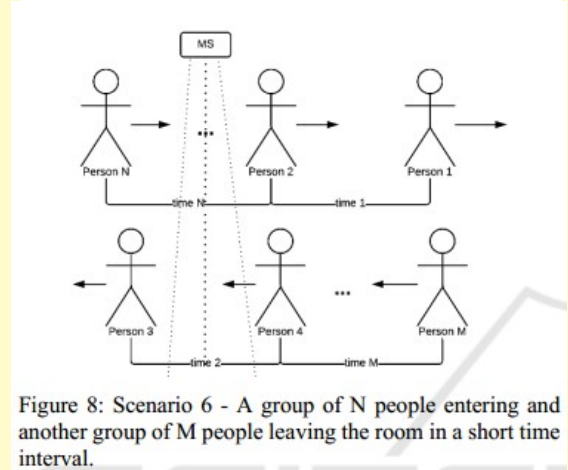 MS
...
Person N
Person 2
Person 1
time N
time 1
Person 3
Person 4
...
Person M
time 2
time M
Figure 8: Scenario 6 - A group of N people entering and
another group of M people leaving the room in a short time
interval.